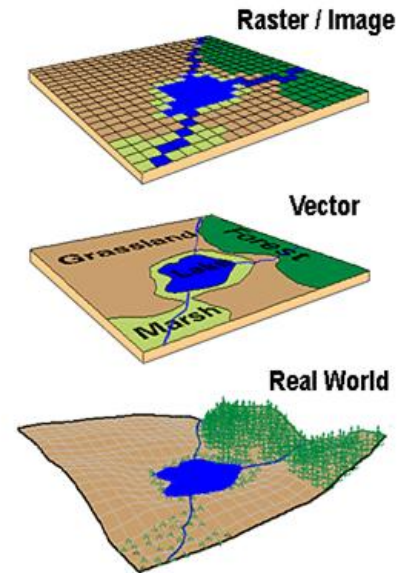 Raster / Image
Vector
Grassland
Forest
Lake
Marsh
Real World